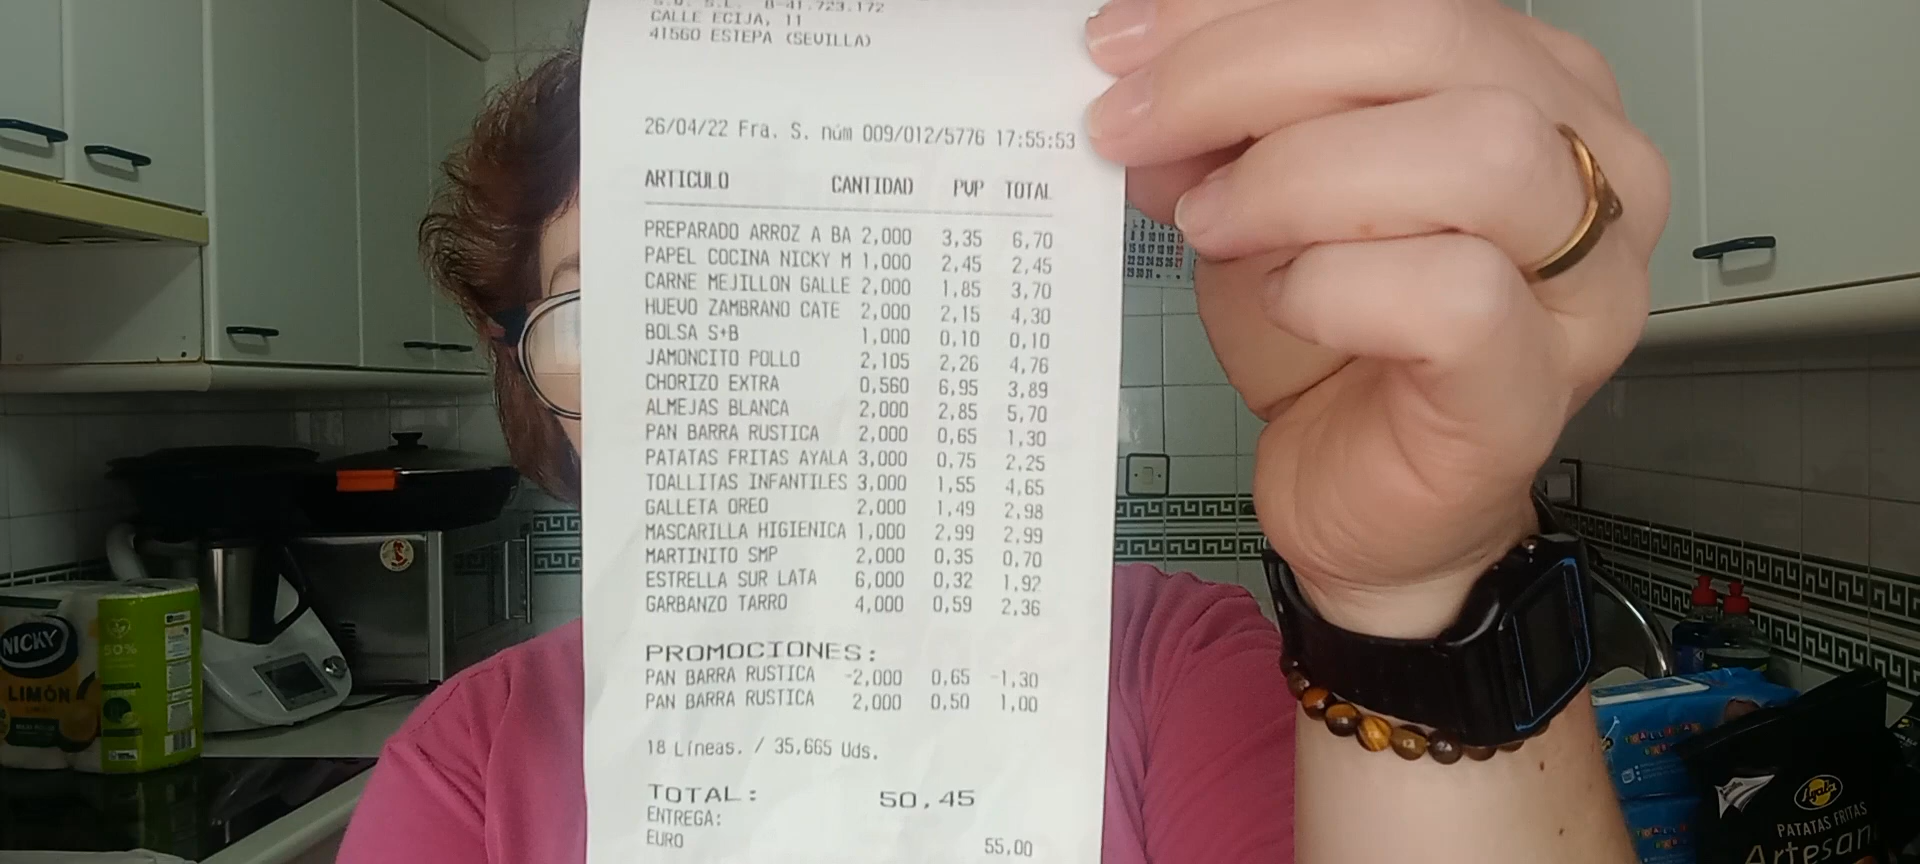 S.U. S.L. B-41.723.172
CALLE ECIJA, 11
41560 ESTEPA (SEVILLA)
26/04/22 Fra. S. núm 009/012/5776 17:55:53
ARTICULO CANTIDAD PVP TOTAL
PREPARADO ARROZ A BA 2,000 3,35 6,70
PAPEL COCINA NICKY M 1,000 2,45 2,45
CARNE MEJILLON GALLE 2,000 1,85 3,70
HUEVO ZAMBRANO CATE 2,000 2,15 4,30
BOLSA S+B 1,000 0,10 0,10
JAMONCITO POLLO 2,105 2,26 4,76
CHORIZO EXTRA 0,560 6,95 3,89
ALMEJAS BLANCA 2,000 2,85 5,70
PAN BARRA RUSTICA 2,000 0,65 1,30
PATATAS FRITAS AYALA 3,000 0,75 2,25
TOALLITAS INFANTILES 3,000 1,55 4,65
GALLETA OREO 2,000 1,49 2,98
MASCARILLA HIGIENICA 1,000 2,99 2,99
MARTINITO SMP 2,000 0,35 0,70
ESTRELLA SUR LATA 6,000 0,32 1,92
GARBANZO TARRO 4,000 0,59 2,36
PROMOCIONES:
PAN BARRA RUSTICA -2,000 0,65 -1,30
PAN BARRA RUSTICA 2,000 0,50 1,00
18 Líneas. / 35,665 Uds.
TOTAL: 50,45
ENTREGA:
EURO 55,00
NICKY
LIMÓN
50%
Ayala
PATATAS FRITAS
Artesan